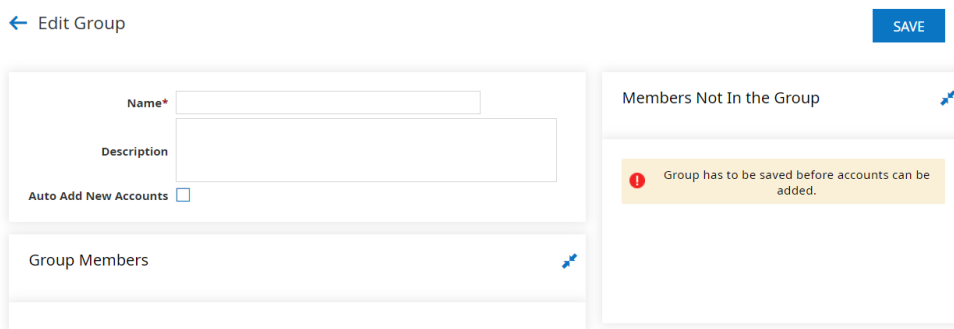 Edit Group
SAVE
Name*
Description
Auto Add New Accounts
Group Members
Members Not In the Group
Group has to be saved before accounts can be
added.